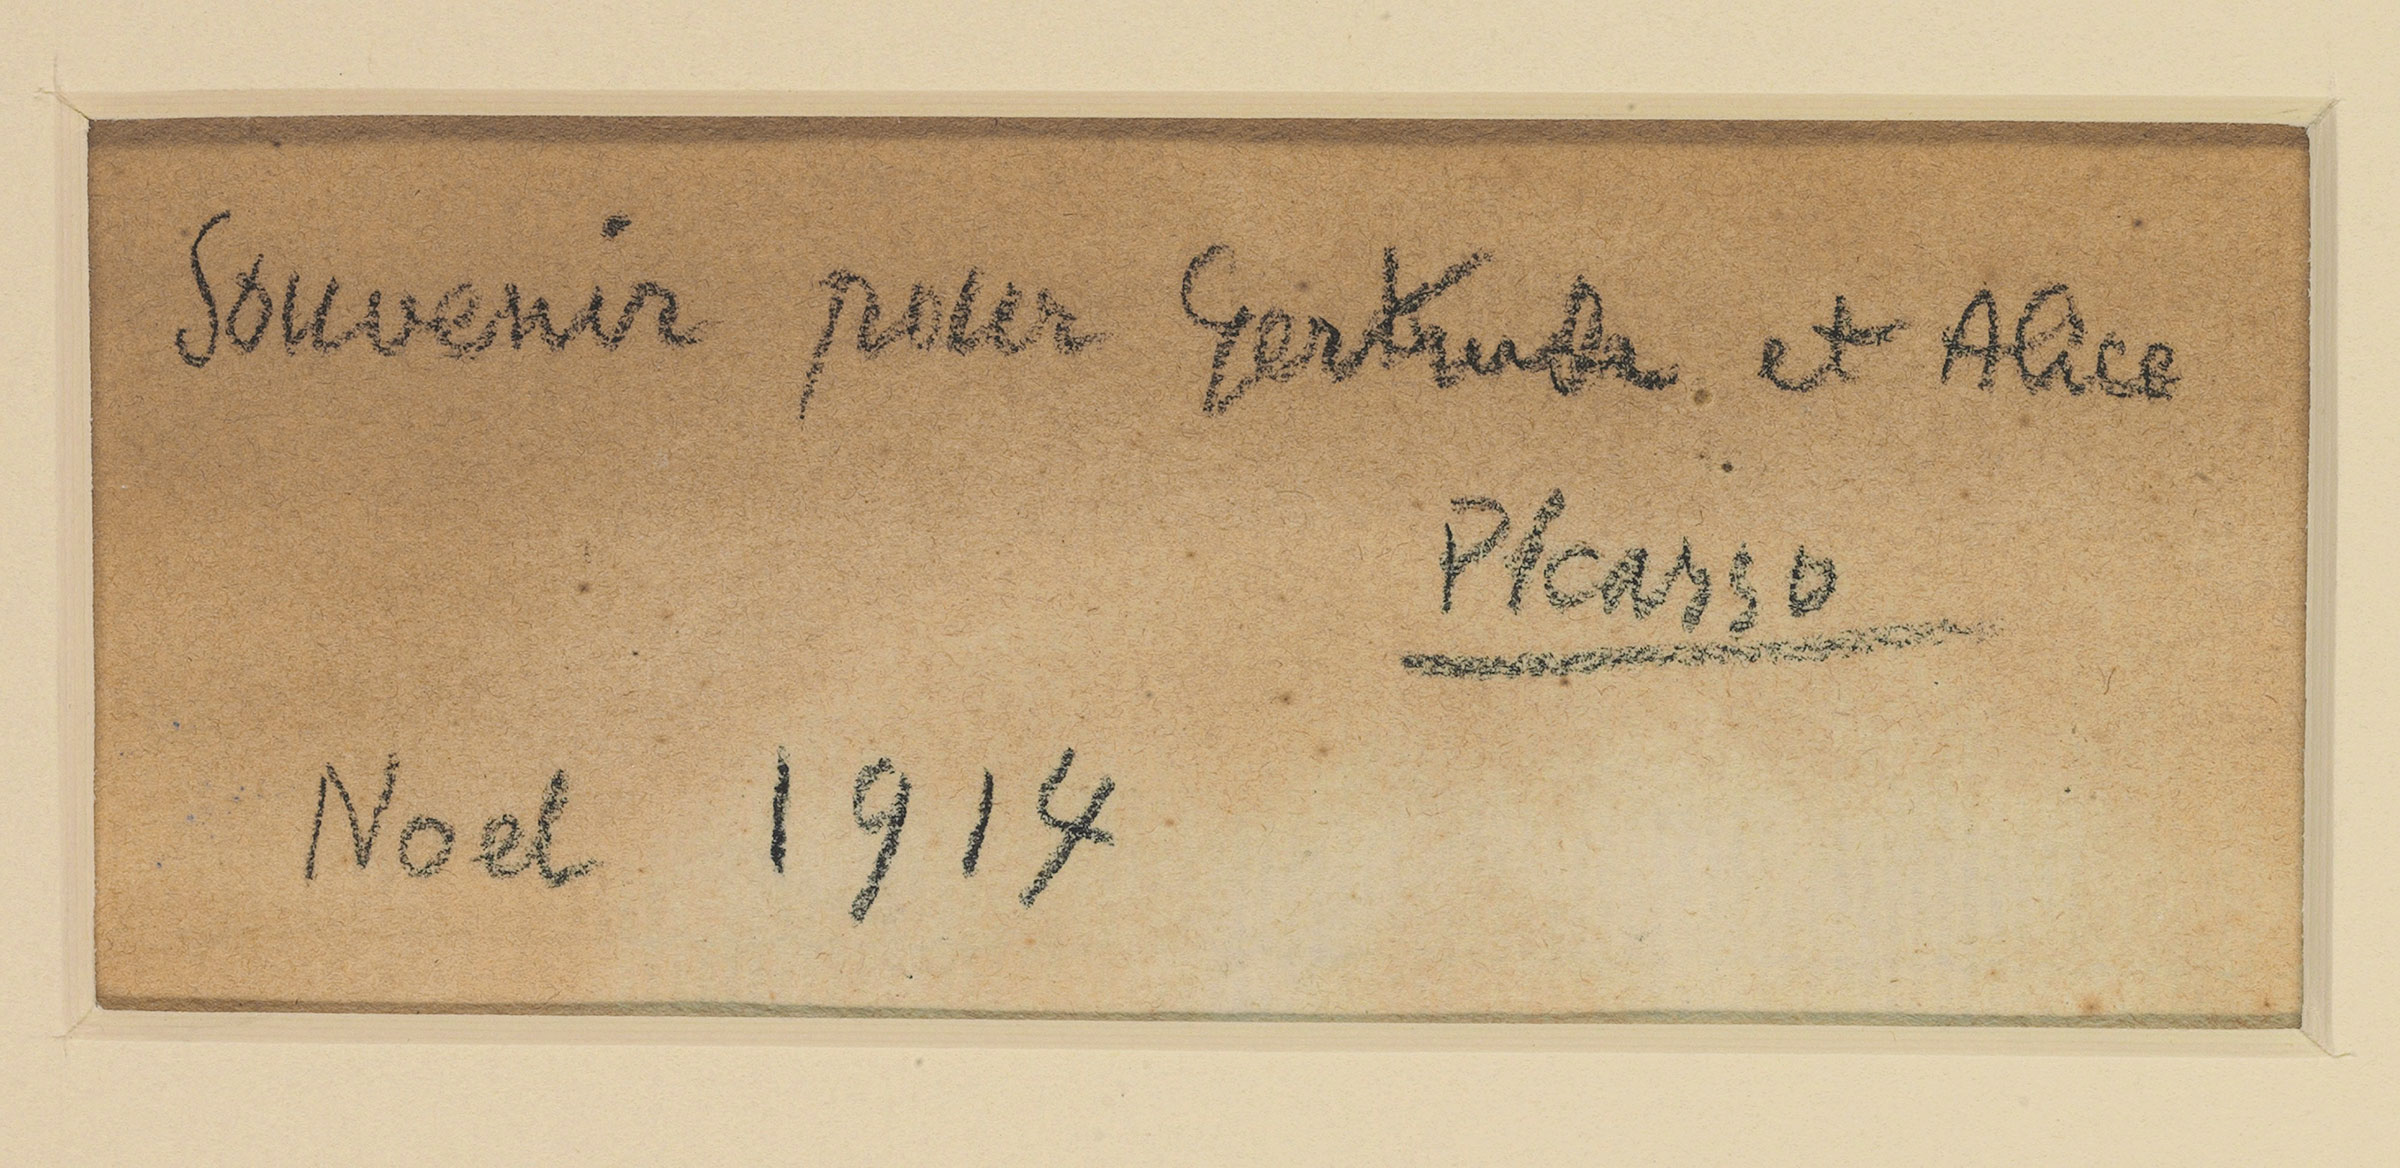 Souvenir pour Gertrude et Alice
Picasso
Noel 1914